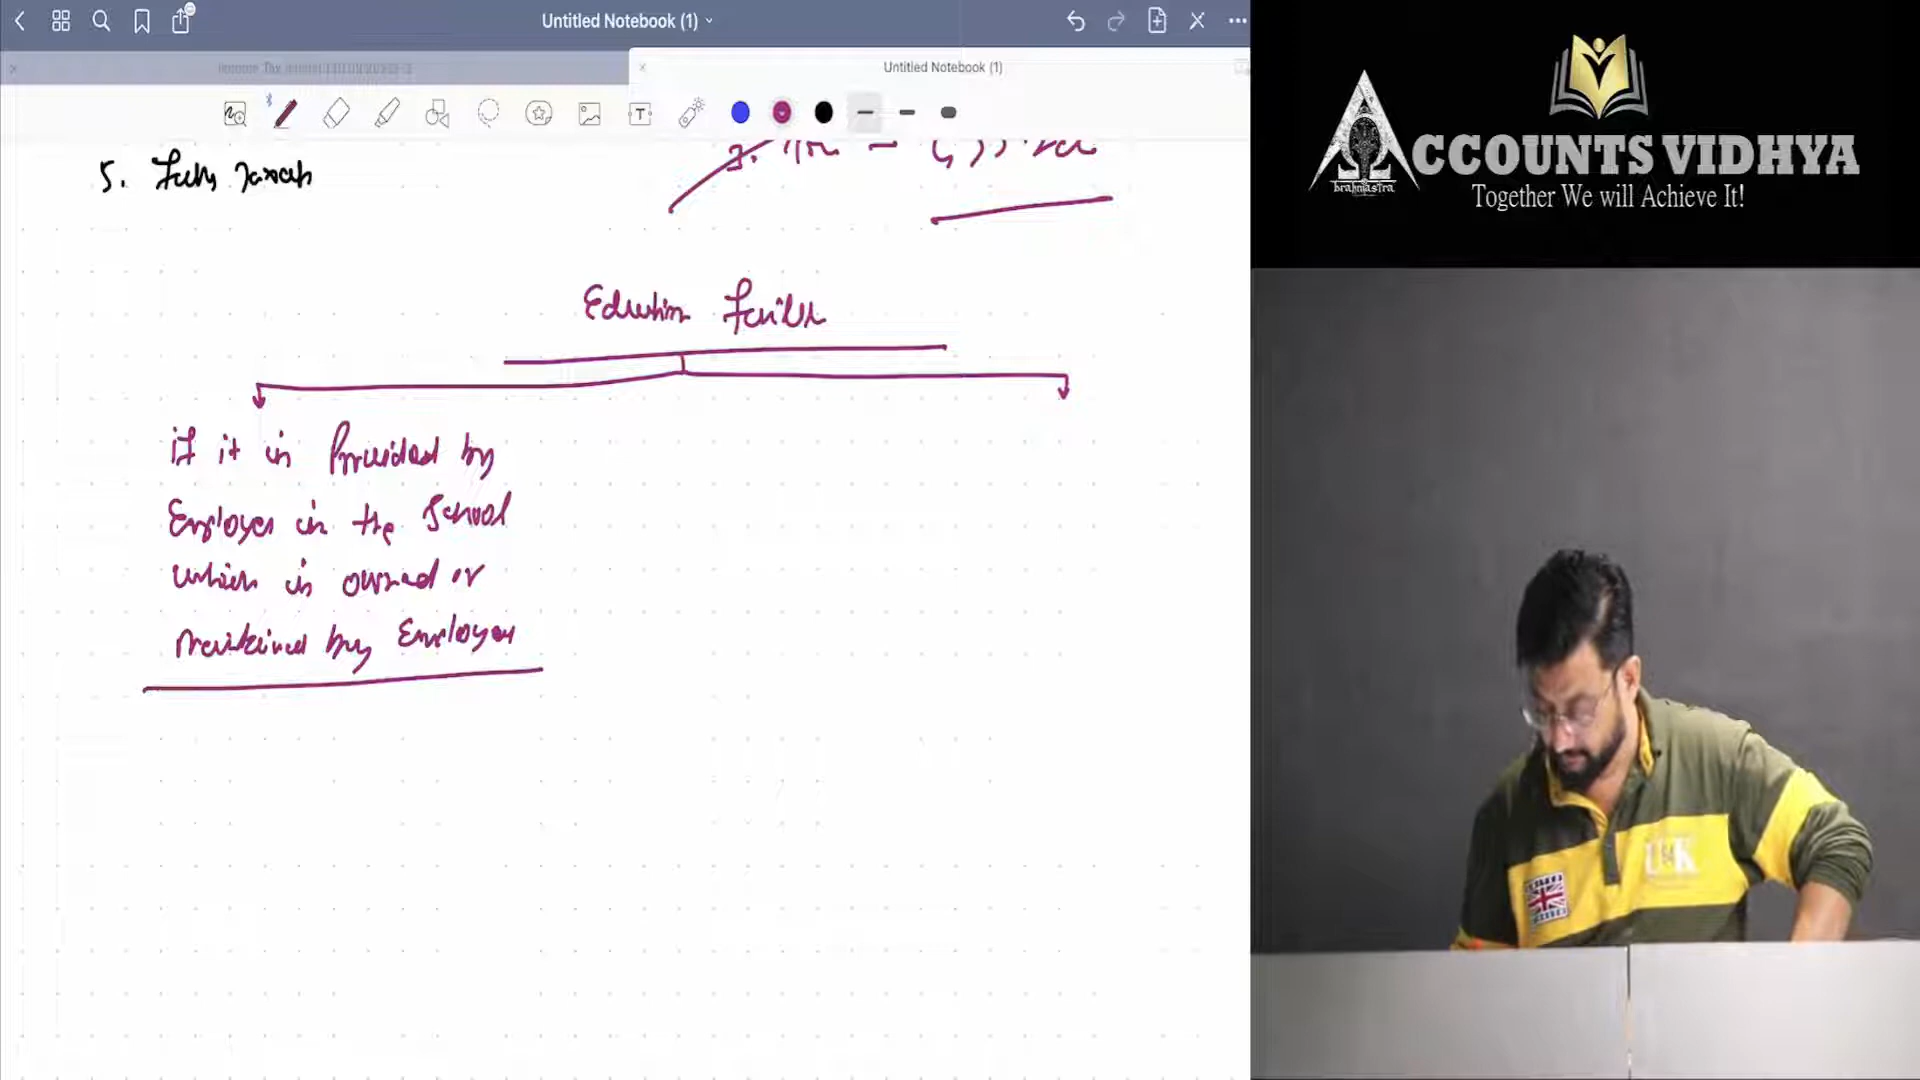 Untitled Notebook (1)
Untitled Notebook (1)
5. Fully Taxable
Education Facility
If it is Provided by
Employer in the School
which is owned or
maintained by Employer
ACCOUNTS VIDHYA
brahmastra
Together We will Achieve It!